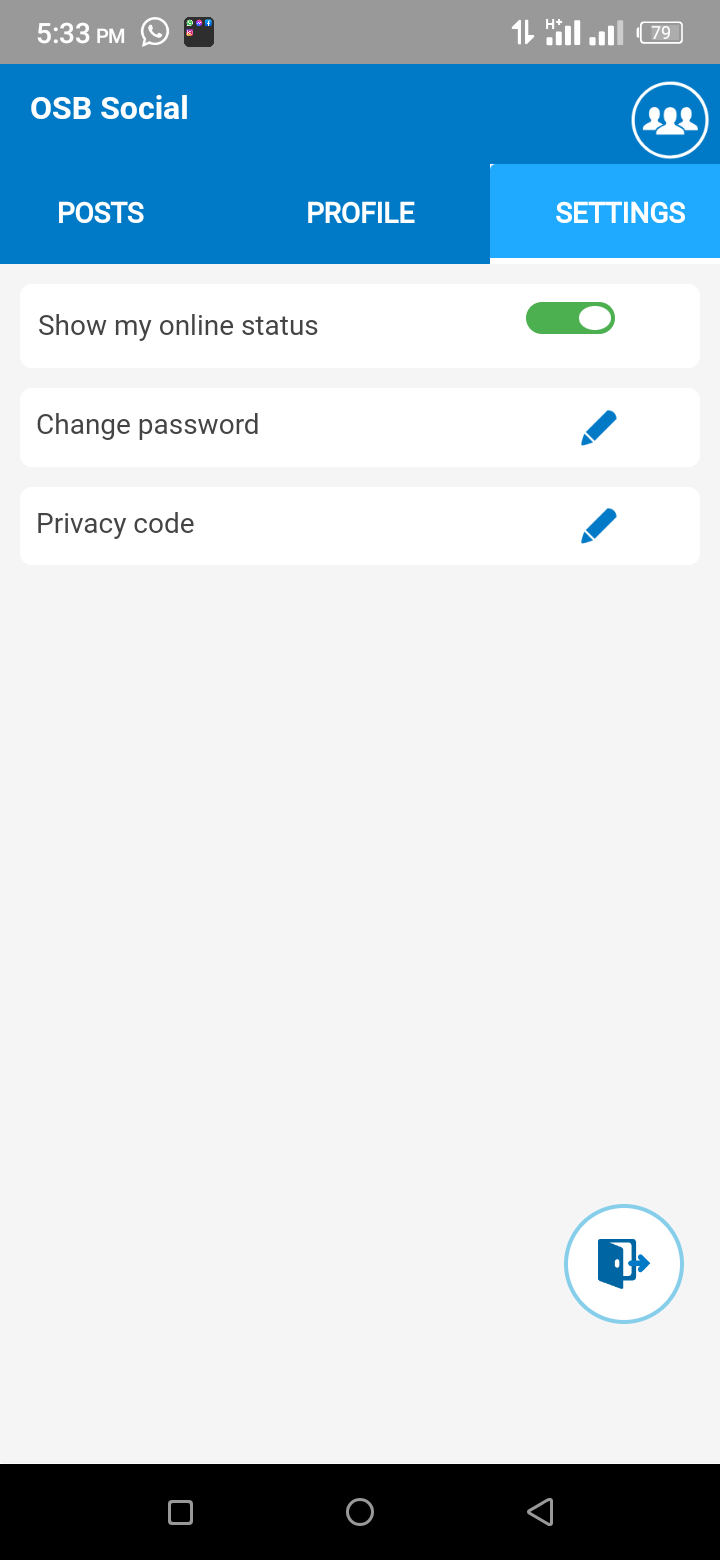 5:33 PM H+ 79
OSB Social
POSTS PROFILE SETTINGS
Show my online status
Change password
Privacy code